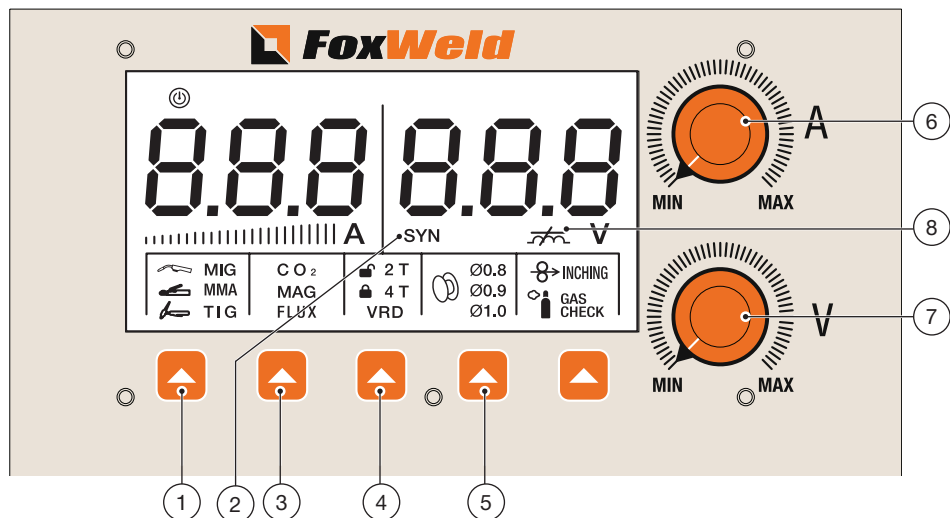 FoxWeld
8.8.8 8.8.8
A SYN V
MIG CO₂ 2 T Ø0.8 INCHING
MMA MAG 4 T Ø0.9 GAS
TIG FLUX VRD Ø1.0 CHECK
A
MIN MAX
V
MIN MAX
6
8
7
1 2 3 4 5